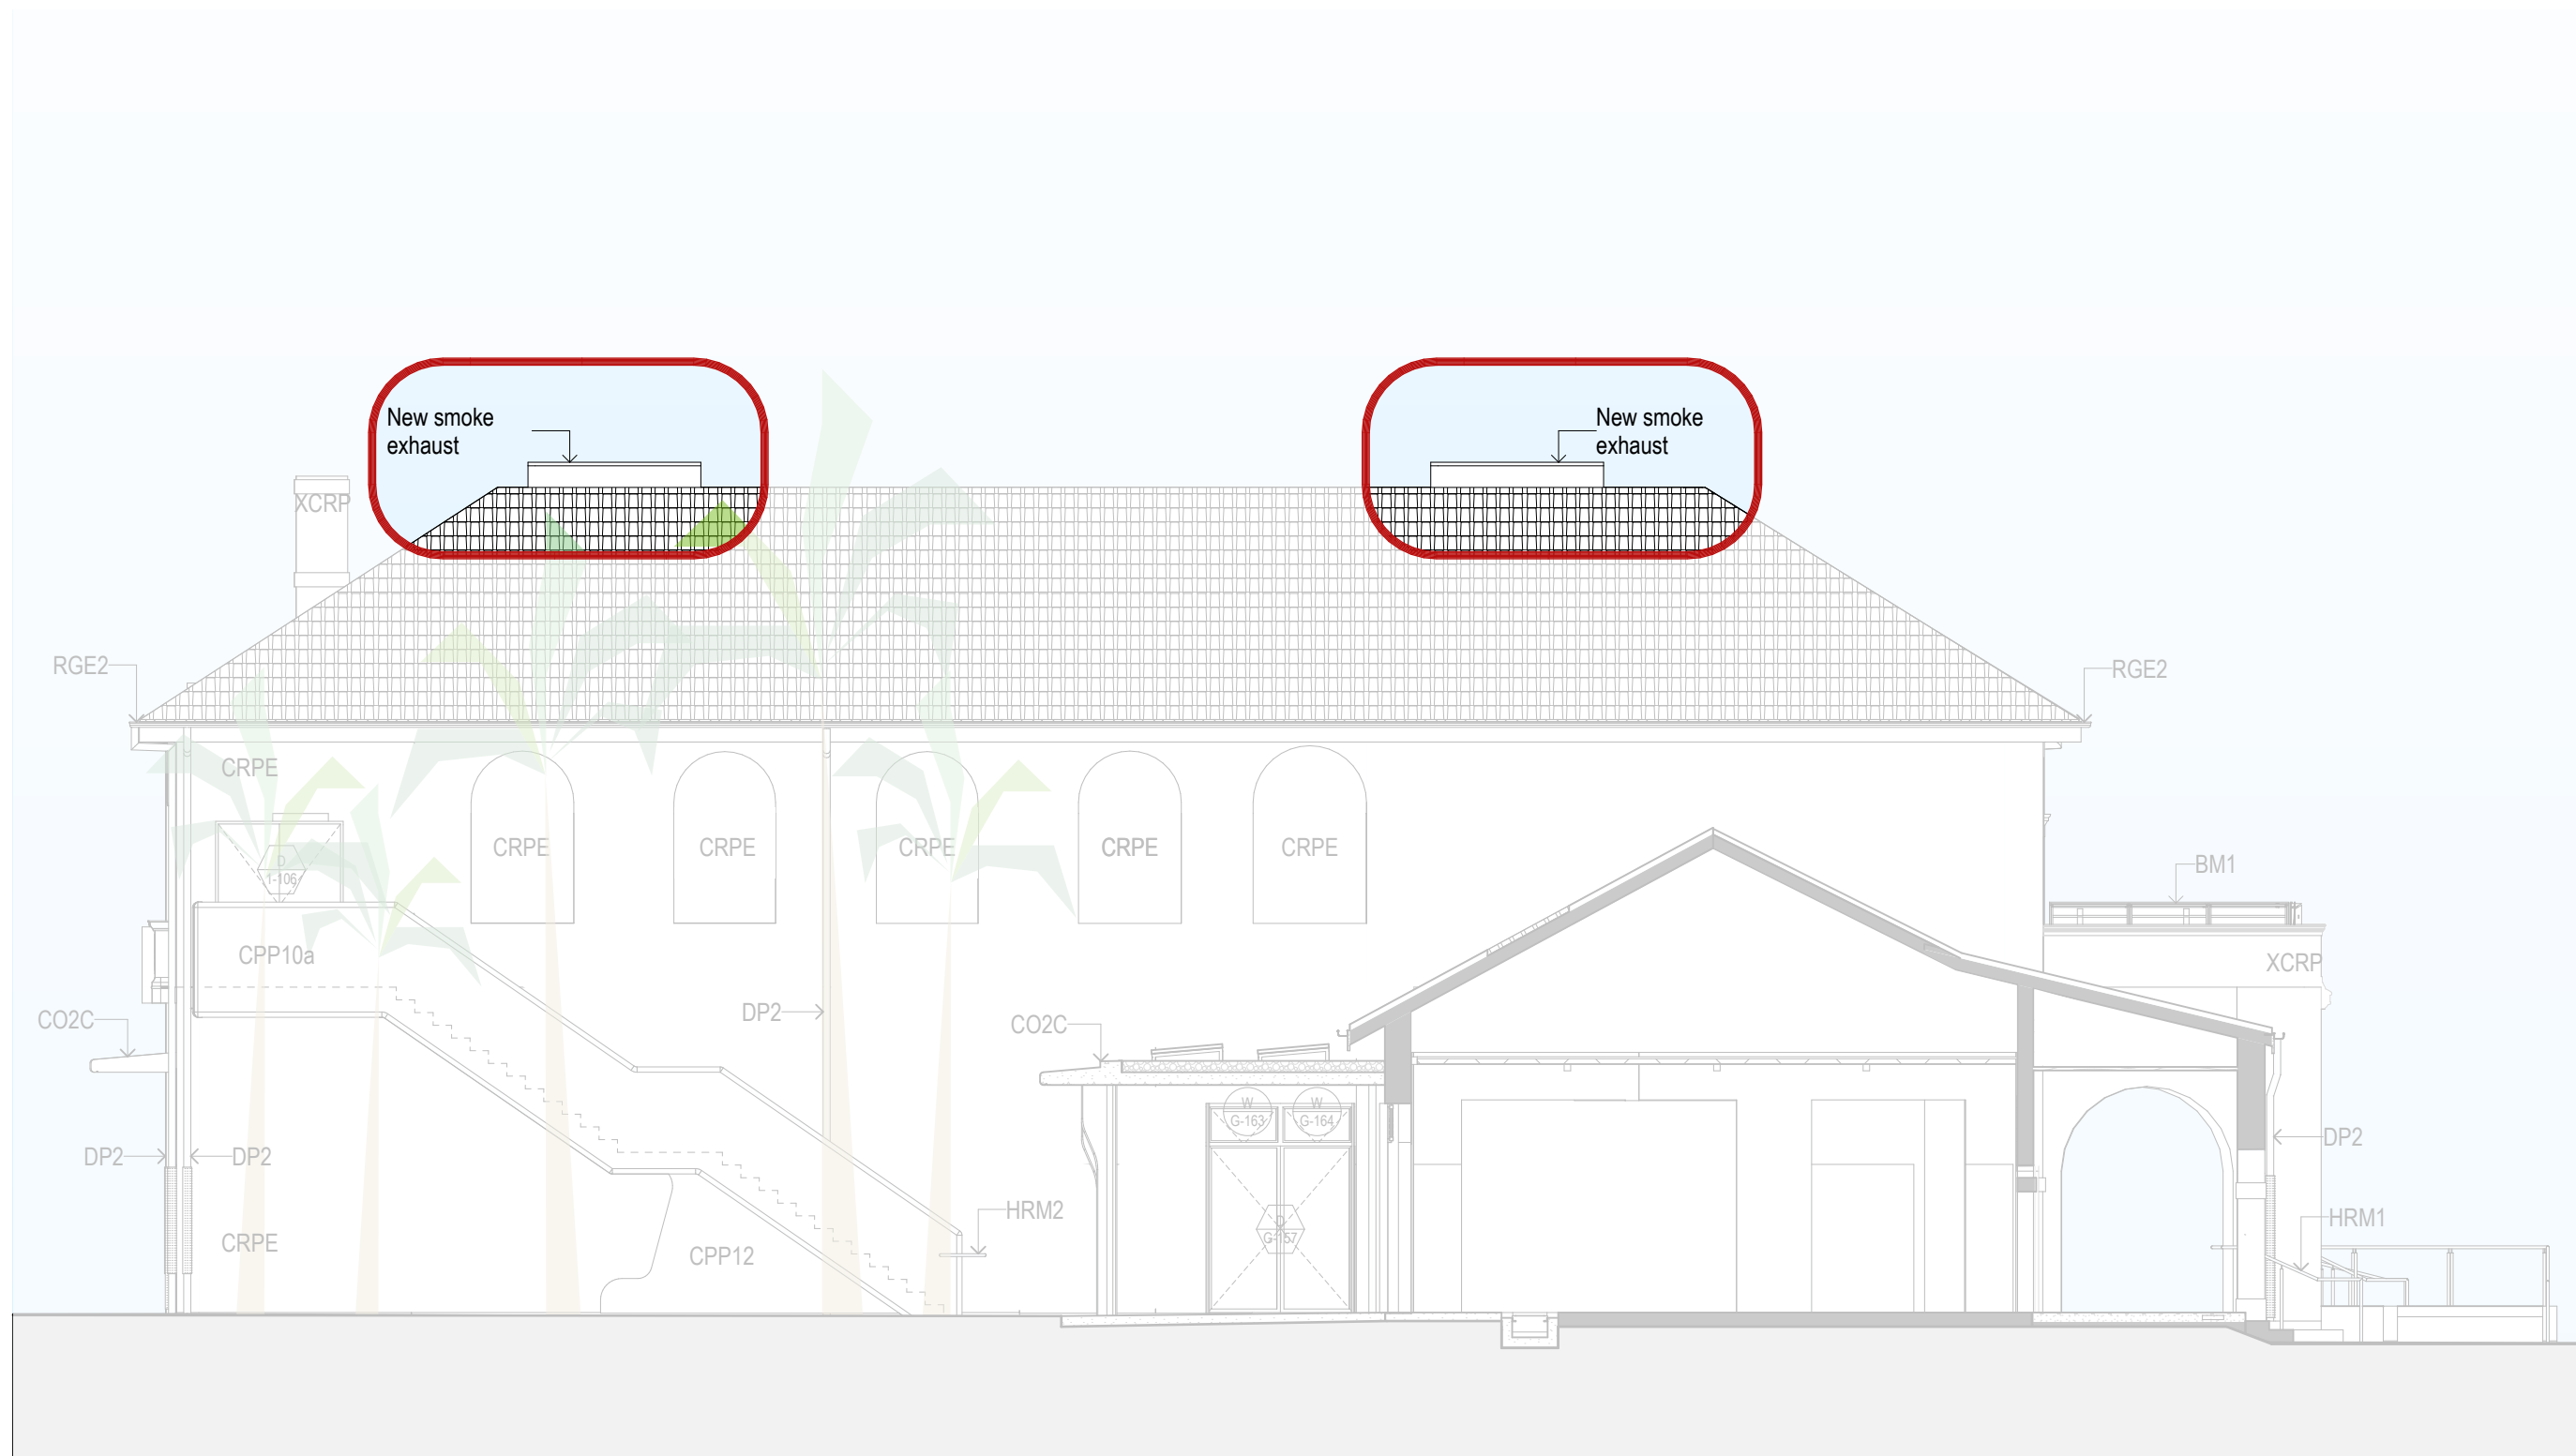 New smoke
exhaust
New smoke
exhaust
XCRP
RGE2
RGE2
CRPE
CRPE
CRPE
CRPE
CRPE
CRPE
D
1-106
BM1
CPP10a
XCRP
DP2
CO2C
CO2C
W
G-163
W
G-164
DP2
DP2
DP2
HRM2
HRM1
D
G-157
CRPE
CPP12